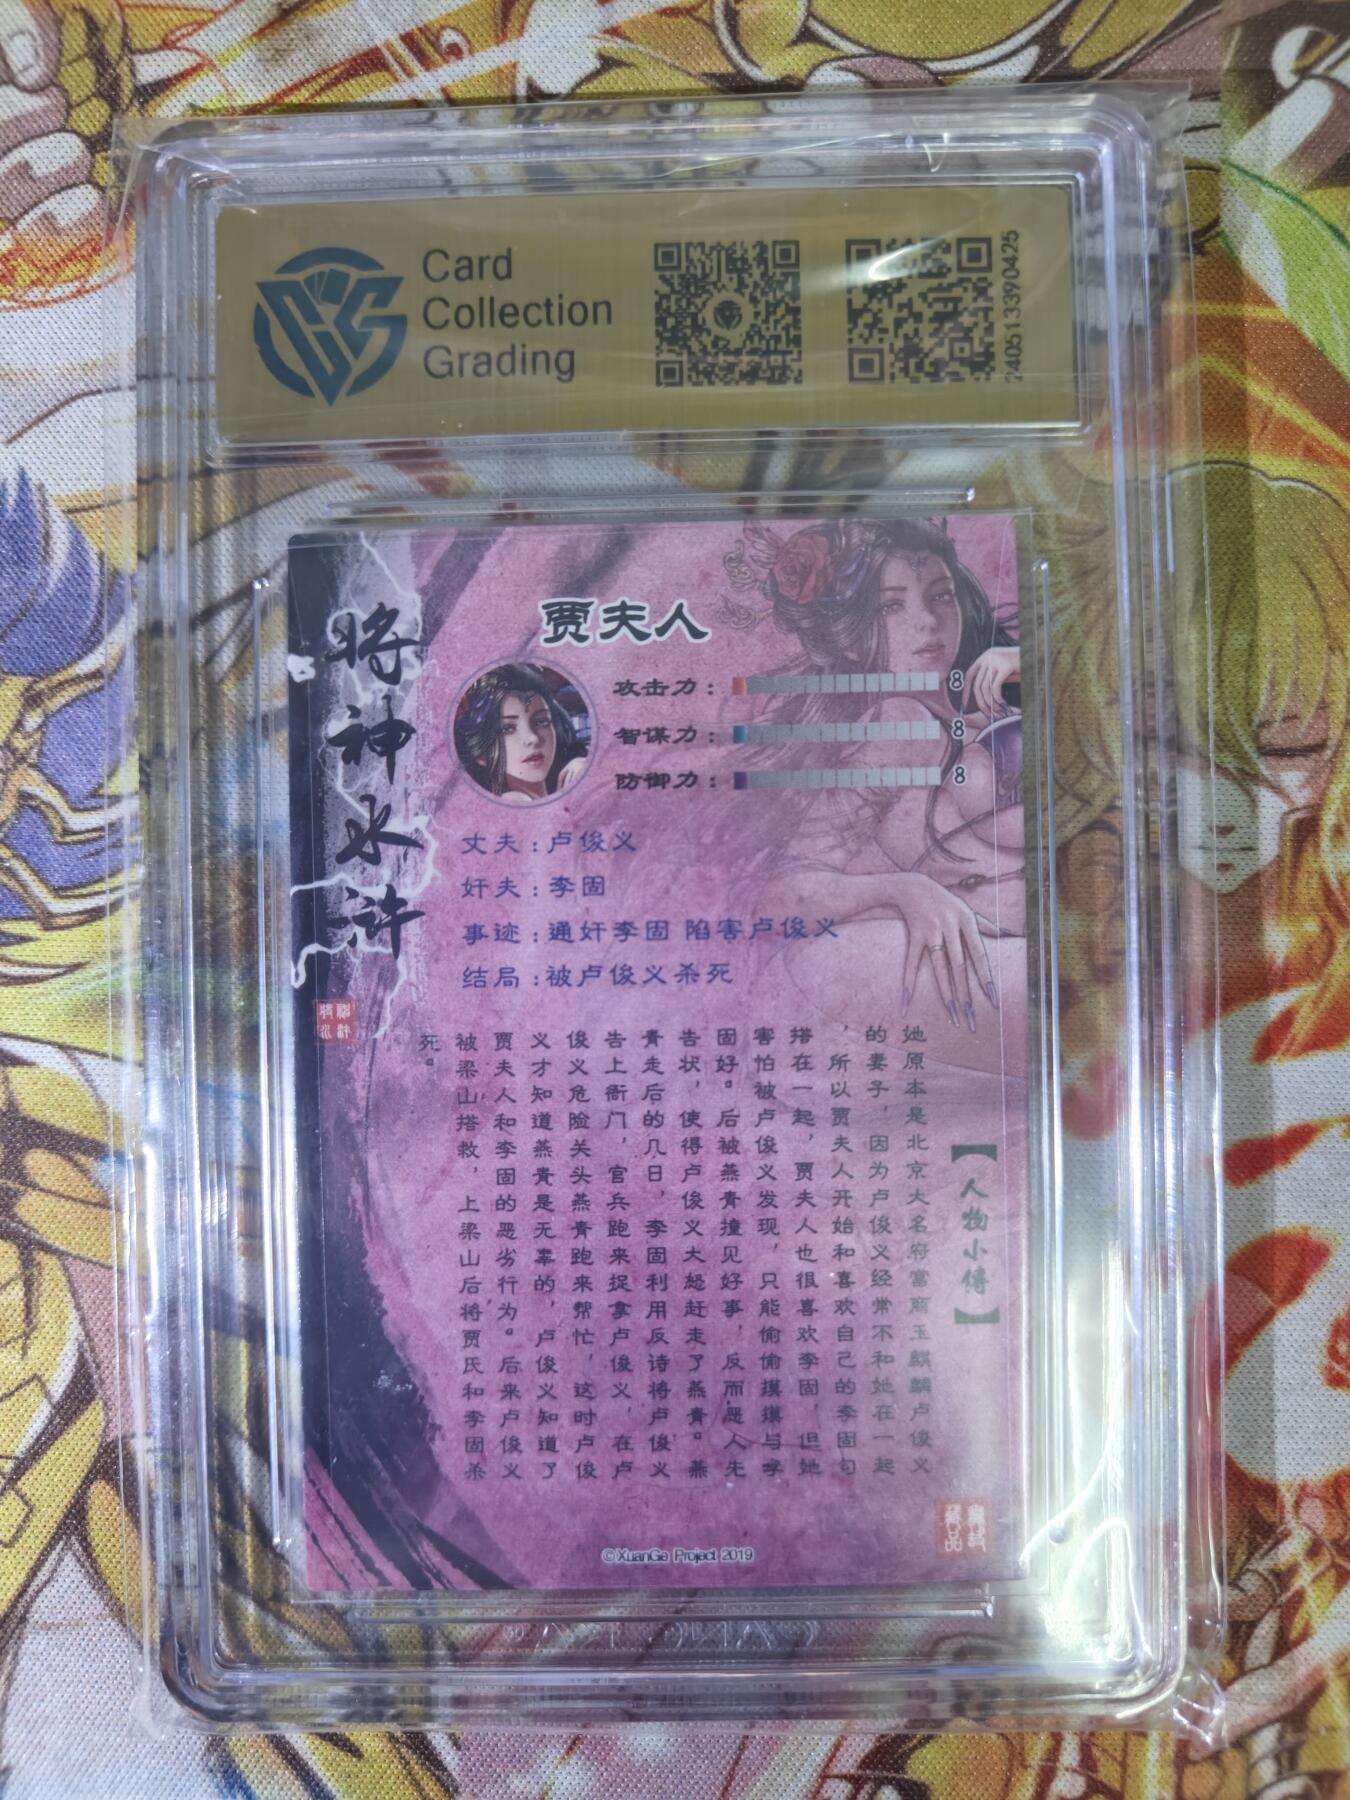 Card
Collection
Grading
240513390425
将神水浒
贾夫人
攻击力： 8
智谋力： 8
防御力： 8
丈夫：卢俊义
奸夫：李固
事迹：通奸李固 陷害卢俊义
结局：被卢俊义杀死
【人物小傳】
她原本是北京大名府富商玉麒麟卢俊义
的妻子，因为卢俊义经常不和她在一起
，所以贾夫人开始和喜欢自己的李固勾
搭在一起，贾夫人也很喜欢李固，但她
害怕被卢俊义发现，只能偷偷摸摸与李
固好。后被燕青撞见好事，反而恶人先
告状，使得卢俊义大怒赶走了燕青。燕
青走后的几日，李固利用反诗将卢俊义
告上衙门，官兵跑来捉拿卢俊义，在卢
俊义危险关头燕青跑来帮忙，这时卢俊
义才知道燕青是无辜的，卢俊义知道了
贾夫人和李固的恶劣行为。后来卢俊义
被梁山搭救，上梁山后将贾氏和李固杀
死。
©XuanGe Project 2019